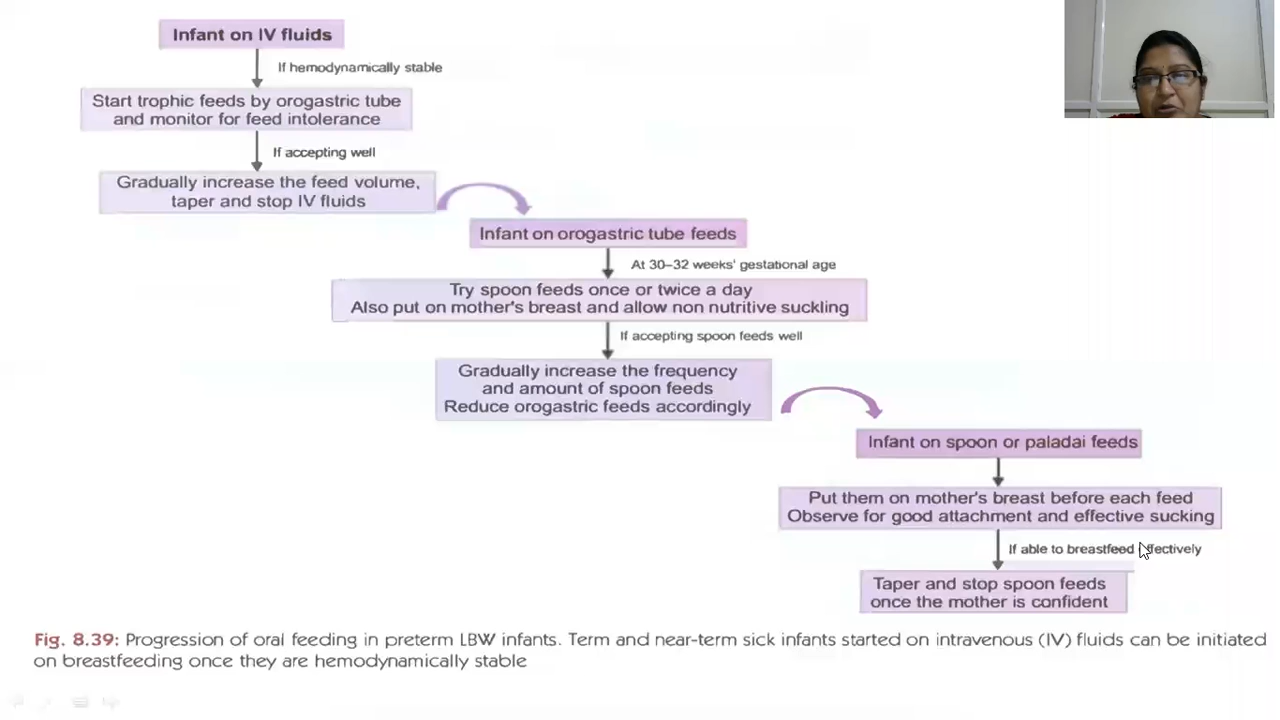 Infant on IV fluids
If hemodynamically stable
Start trophic feeds by orogastric tube
and monitor for feed intolerance
If accepting well
Gradually increase the feed volume,
taper and stop IV fluids
Infant on orogastric tube feeds
At 30–32 weeks' gestational age
Try spoon feeds once or twice a day
Also put on mother's breast and allow non nutritive suckling
If accepting spoon feeds well
Gradually increase the frequency
and amount of spoon feeds
Reduce orogastric feeds accordingly
Infant on spoon or paladai feeds
Put them on mother's breast before each feed
Observe for good attachment and effective sucking
If able to breastfeed effectively
Taper and stop spoon feeds
once the mother is confident
Fig. 8.39: Progression of oral feeding in preterm LBW infants. Term and near-term sick infants started on intravenous (IV) fluids can be initiated
on breastfeeding once they are hemodynamically stable